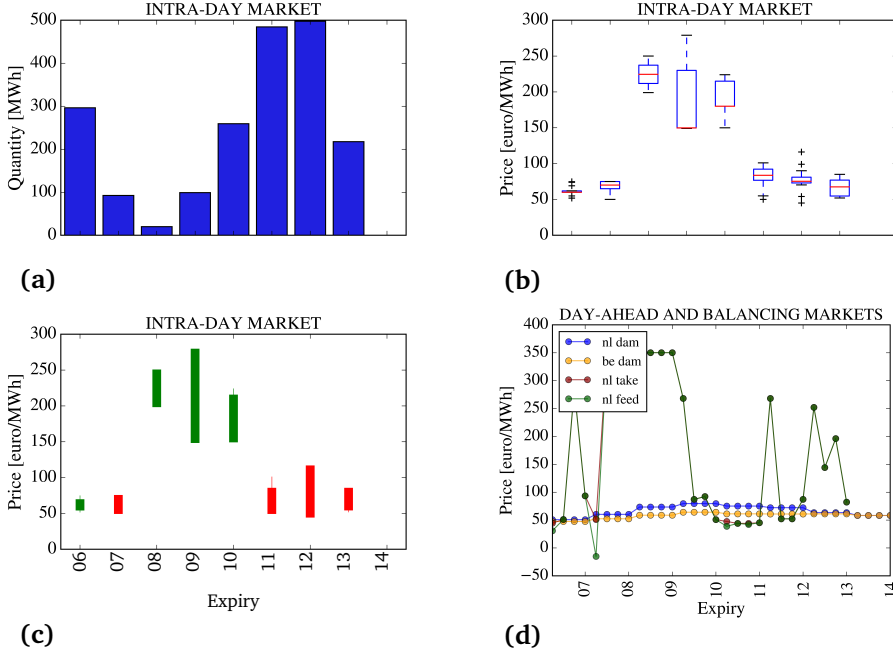 INTRA-DAY MARKET
500
400
300
200
100
0
Quantity [MWh]
(a)
INTRA-DAY MARKET
300
250
200
150
100
50
0
Price [euro/MWh]
(b)
INTRA-DAY MARKET
300
250
200
150
100
50
0
Price [euro/MWh]
06 07 08 09 10 11 12 13 14
Expiry
(c)
DAY-AHEAD AND BALANCING MARKETS
400
350
300
250
200
150
100
50
0
−50
Price [euro/MWh]
nl dam
be dam
nl take
nl feed
07 08 09 10 11 12 13 14
Expiry
(d)